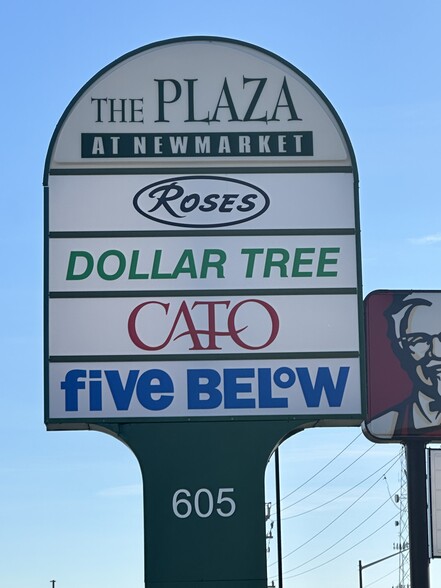 THE PLAZA
AT NEWMARKET
ROSES
DOLLAR TREE
CATO
fiVe BELoW
605